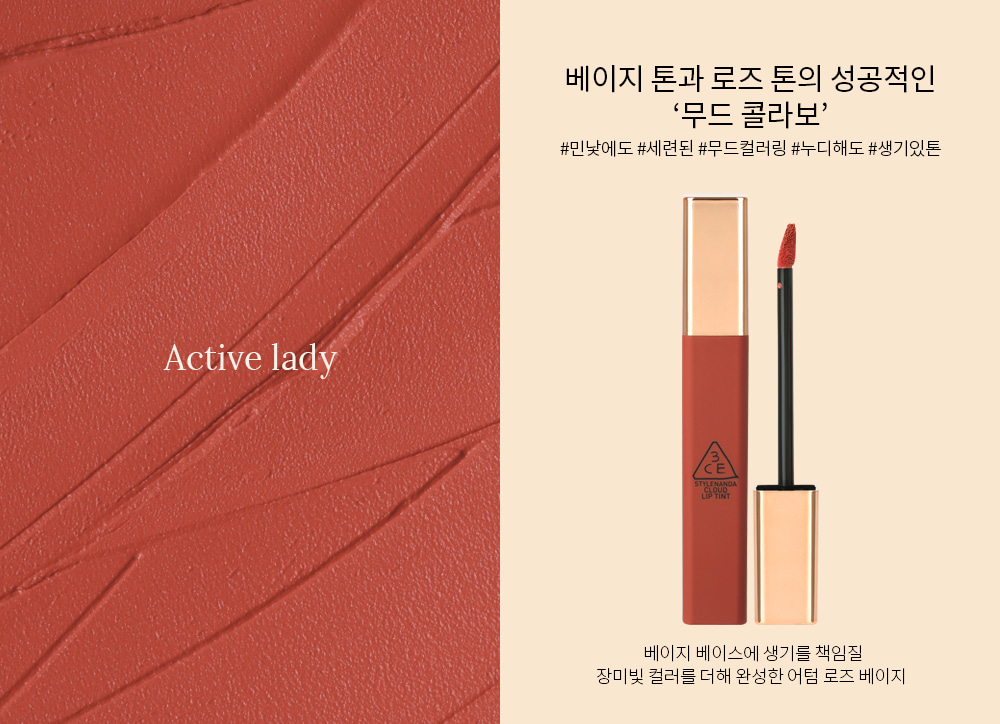 Active lady
베이지 톤과 로즈 톤의 성공적인
‘무드 콜라보’
#민낯에도 #세련된 #무드컬러링 #누디해도 #생기있톤
3
CE
STYLENANDA
CLOUD
LIP TINT
베이지 베이스에 생기를 책임질
장미빛 컬러를 더해 완성한 어텀 로즈 베이지